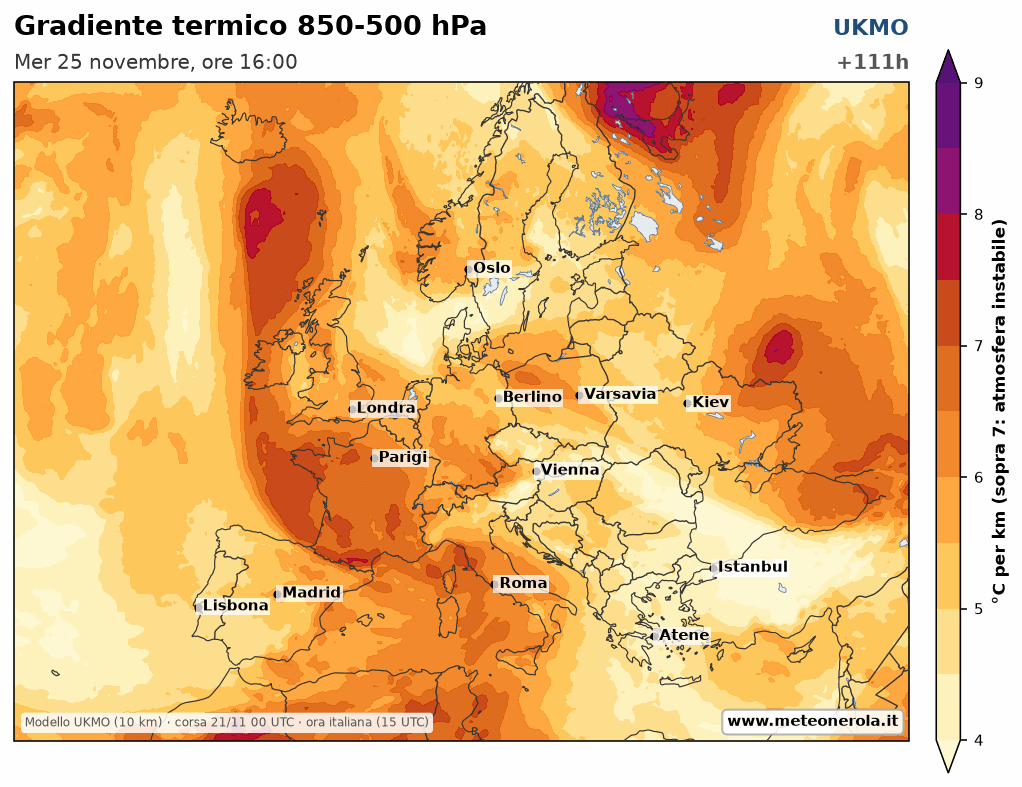 Gradiente termico 850-500 hPa
UKMO
Mer 25 novembre, ore 16:00
+111h
9
8
7
6
5
4
°C per km (sopra 7: atmosfera instabile)
Oslo
Londra
Berlino
Varsavia
Kiev
Parigi
Vienna
Istanbul
Roma
Madrid
Lisbona
Atene
Modello UKMO (10 km) · corsa 21/11 00 UTC · ora italiana (15 UTC)
www.meteonerola.it